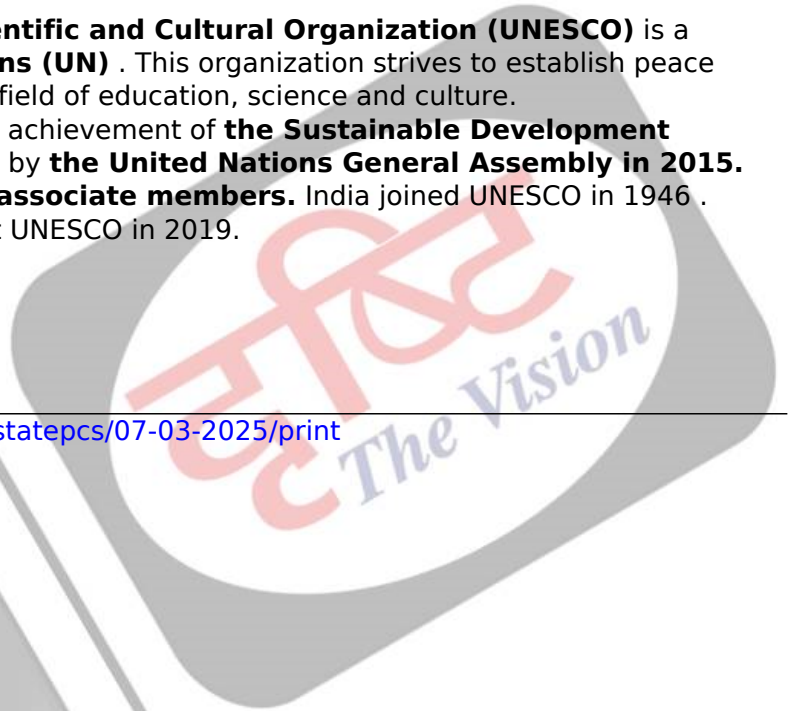 entific and Cultural Organization (UNESCO) is a
ns (UN) . This organization strives to establish peace
field of education, science and culture.
achievement of the Sustainable Development
by the United Nations General Assembly in 2015.
associate members. India joined UNESCO in 1946 .
t UNESCO in 2019.
दृष्टि
The Vision
statepcs/07-03-2025/print